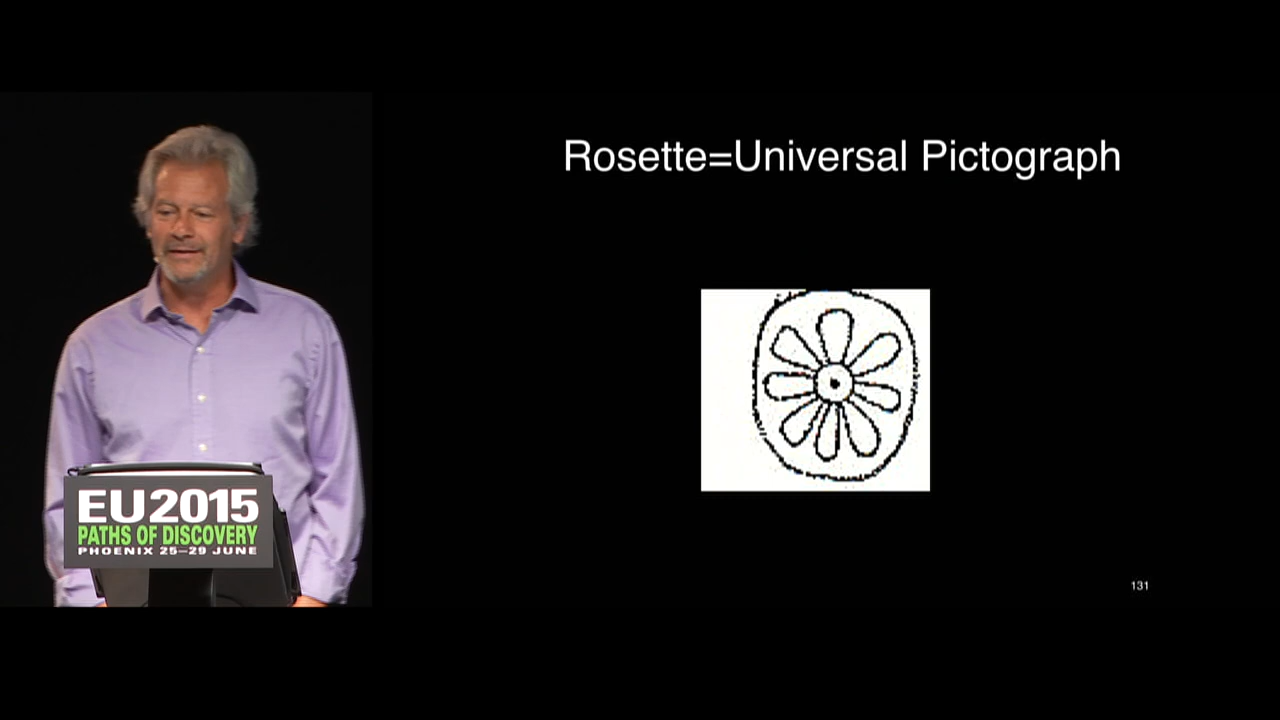 Rosette=Universal Pictograph
EU2015
PATHS OF DISCOVERY
PHOENIX 25–29 JUNE
131